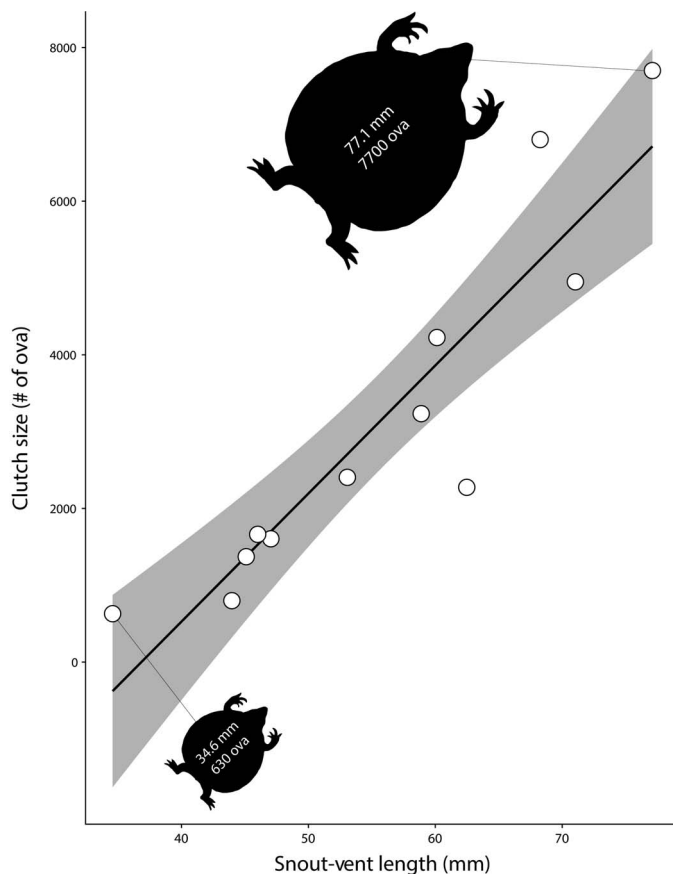 8000
6000
4000
2000
0
Clutch size (# of ova)
77.1 mm
7700 ova
34.6 mm
630 ova
40
50
60
70
Snout-vent length (mm)